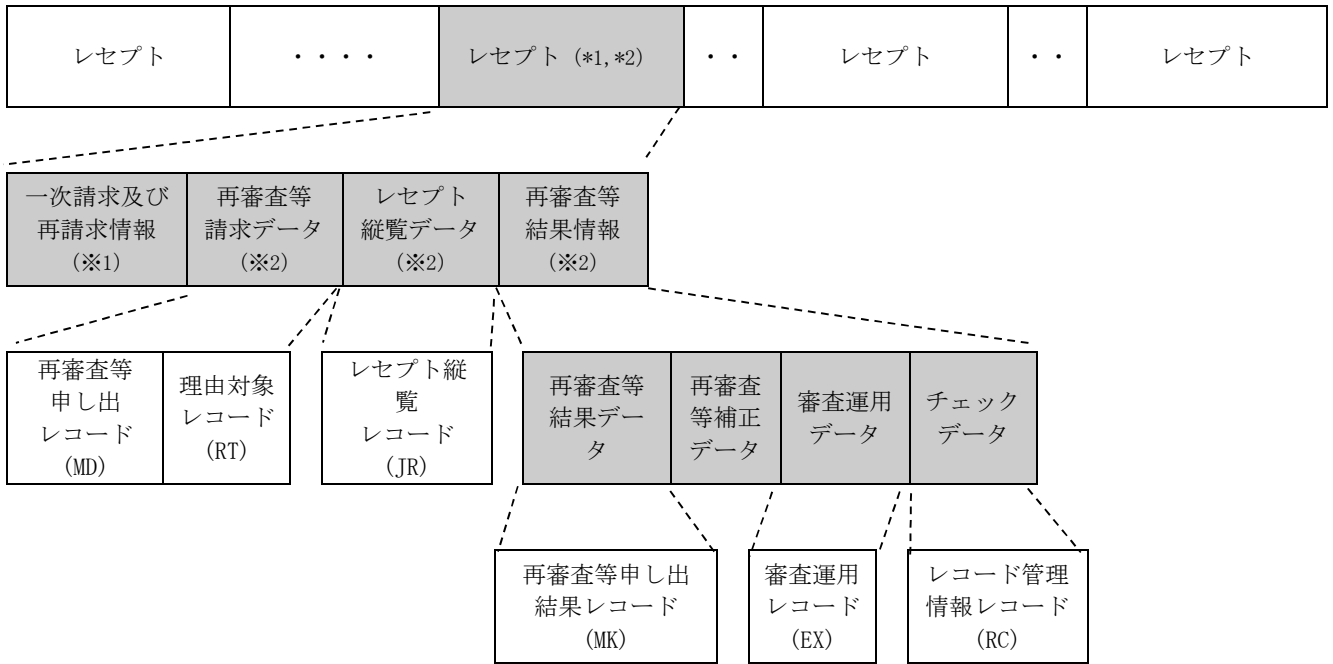 レセプト
・・・・
レセプト (*1,*2)
・・
レセプト
・・
レセプト
一次請求及び
再請求情報
(※1)
再審査等
請求データ
(※2)
レセプト
縦覧データ
(※2)
再審査等
結果情報
(※2)
再審査等
申し出
レコード
(MD)
理由対象
レコード
(RT)
レセプト縦
覧
レコード
(JR)
再審査等
結果デー
タ
再審査
等補正
データ
審査運用
データ
チェック
データ
再審査等申し出
結果レコード
(MK)
審査運用
レコード
(EX)
レコード管理
情報レコード
(RC)